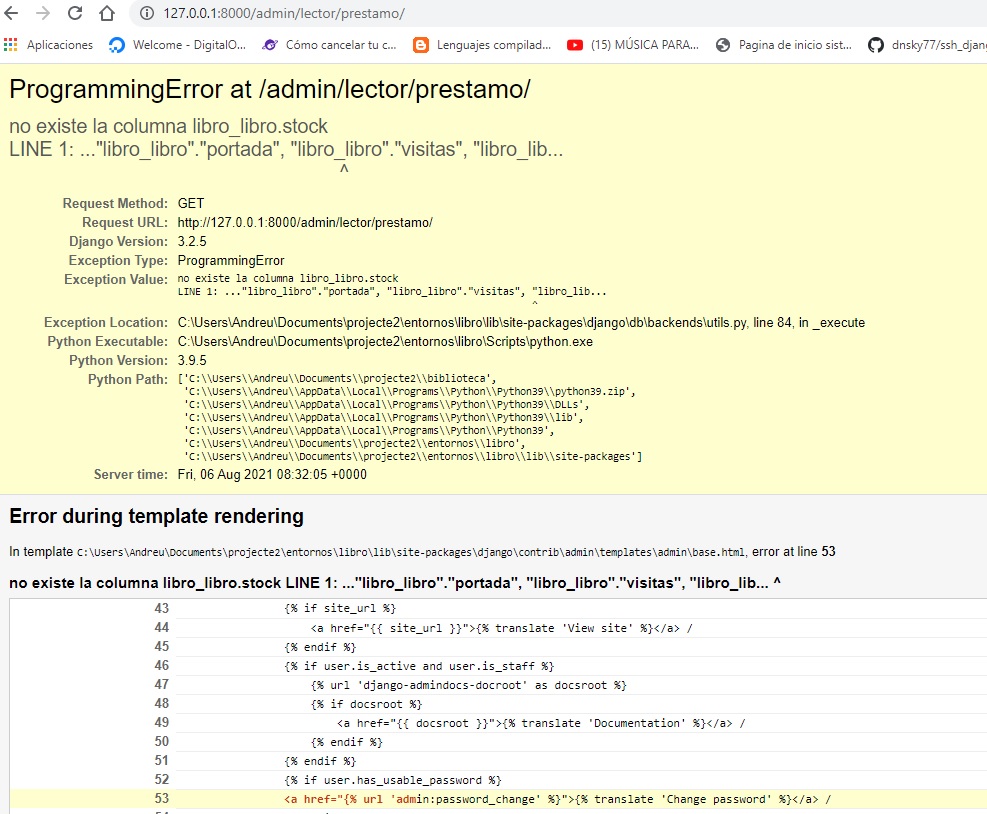 127.0.0.1:8000/admin/lector/prestamo/
Aplicaciones Welcome - DigitalO... Cómo cancelar tu c... Lenguajes compilad... (15) MÚSICA PARA... Pagina de inicio sist... dnsky77/ssh_djan
ProgrammingError at /admin/lector/prestamo/
no existe la columna libro_libro.stock
LINE 1: ..."libro_libro"."portada", "libro_libro"."visitas", "libro_lib...
^
Request Method: GET
Request URL: http://127.0.0.1:8000/admin/lector/prestamo/
Django Version: 3.2.5
Exception Type: ProgrammingError
Exception Value: no existe la columna libro_libro.stock
LINE 1: ..."libro_libro"."portada", "libro_libro"."visitas", "libro_lib...
^
Exception Location: C:\Users\Andreu\Documents\projecte2\entornos\libro\lib\site-packages\django\db\backends\utils.py, line 84, in _execute
Python Executable: C:\Users\Andreu\Documents\projecte2\entornos\libro\Scripts\python.exe
Python Version: 3.9.5
Python Path: ['C:\\Users\\Andreu\\Documents\\projecte2\\biblioteca',
'C:\\Users\\Andreu\\AppData\\Local\\Programs\\Python\\Python39\\python39.zip',
'C:\\Users\\Andreu\\AppData\\Local\\Programs\\Python\\Python39\\DLLs',
'C:\\Users\\Andreu\\AppData\\Local\\Programs\\Python\\Python39\\lib',
'C:\\Users\\Andreu\\AppData\\Local\\Programs\\Python\\Python39',
'C:\\Users\\Andreu\\Documents\\projecte2\\entornos\\libro',
'C:\\Users\\Andreu\\Documents\\projecte2\\entornos\\libro\\lib\\site-packages']
Server time: Fri, 06 Aug 2021 08:32:05 +0000
Error during template rendering
In template C:\Users\Andreu\Documents\projecte2\entornos\libro\lib\site-packages\django\contrib\admin\templates\admin\base.html, error at line 53
no existe la columna libro_libro.stock LINE 1: ..."libro_libro"."portada", "libro_libro"."visitas", "libro_lib... ^
43 {% if site_url %}
44 <a href="{{ site_url }}">{% translate 'View site' %}</a> /
45 {% endif %}
46 {% if user.is_active and user.is_staff %}
47 {% url 'django-admindocs-docroot' as docsroot %}
48 {% if docsroot %}
49 <a href="{{ docsroot }}">{% translate 'Documentation' %}</a> /
50 {% endif %}
51 {% endif %}
52 {% if user.has_usable_password %}
53 <a href="{% url 'admin:password_change' %}">{% translate 'Change password' %}</a> /